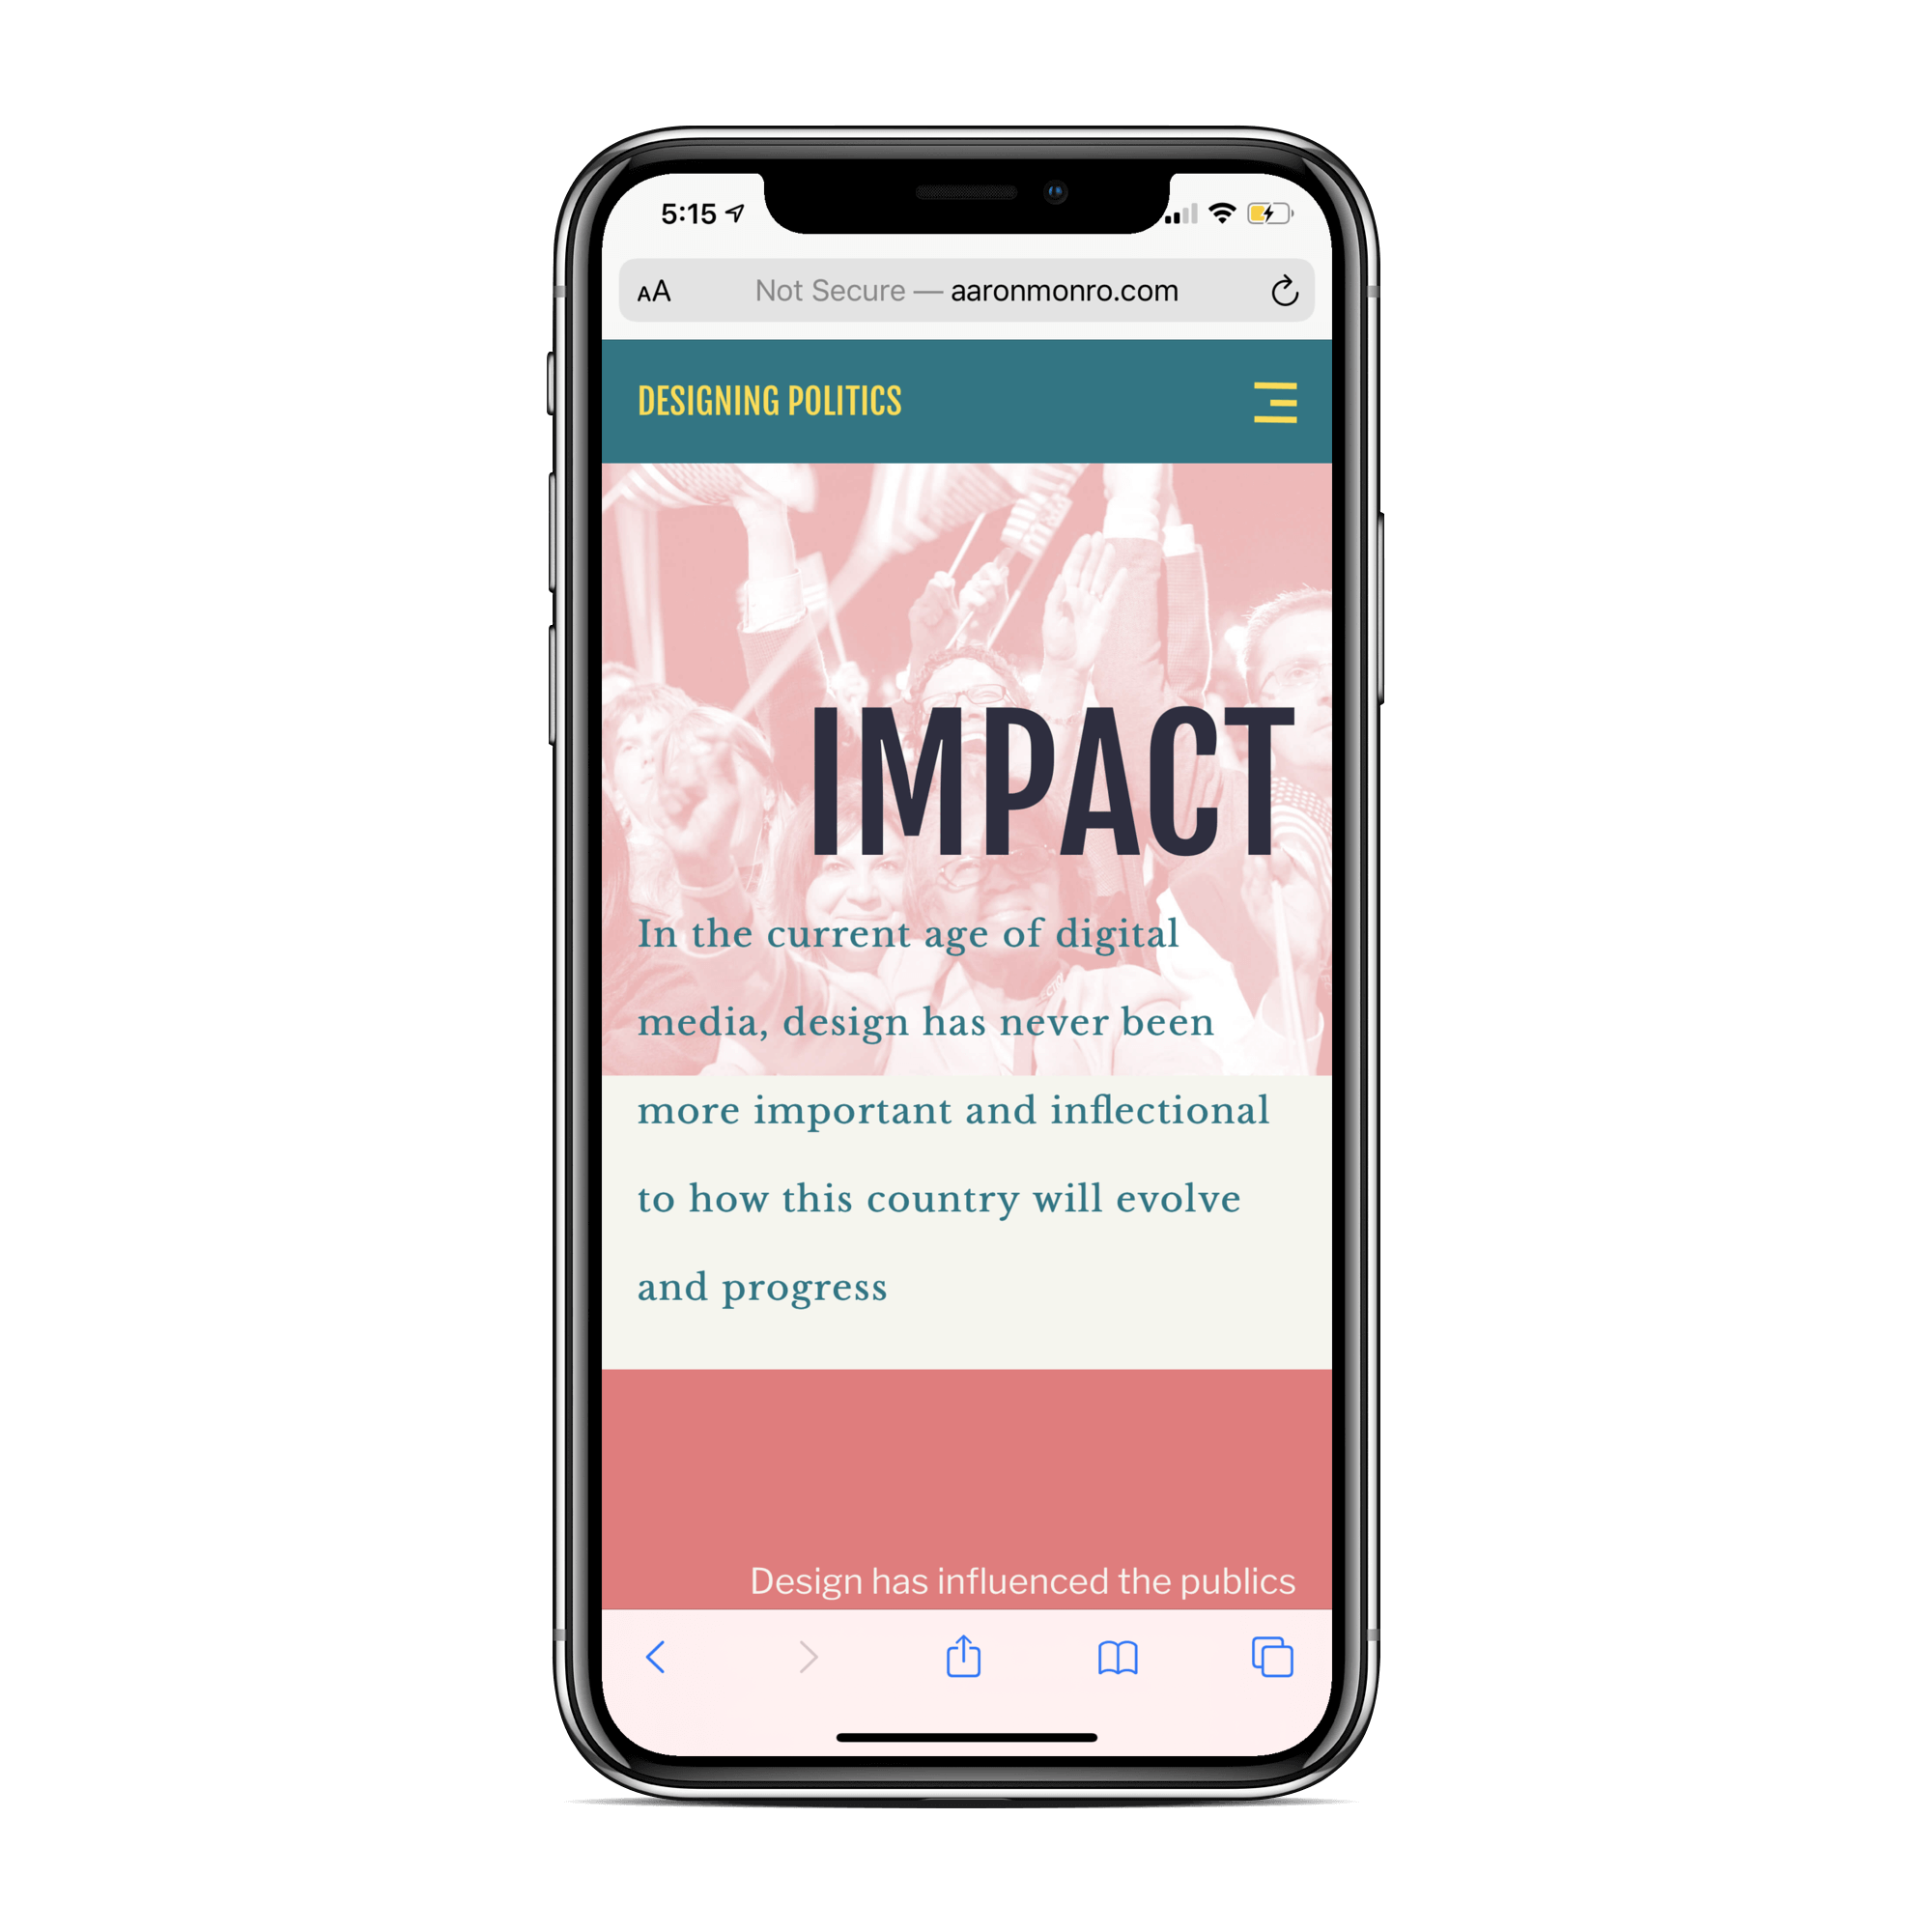 5:15
AA Not Secure — aaronmonro.com
DESIGNING POLITICS
IMPACT
In the current age of digital
media, design has never been
more important and inflectional
to how this country will evolve
and progress
Design has influenced the publics